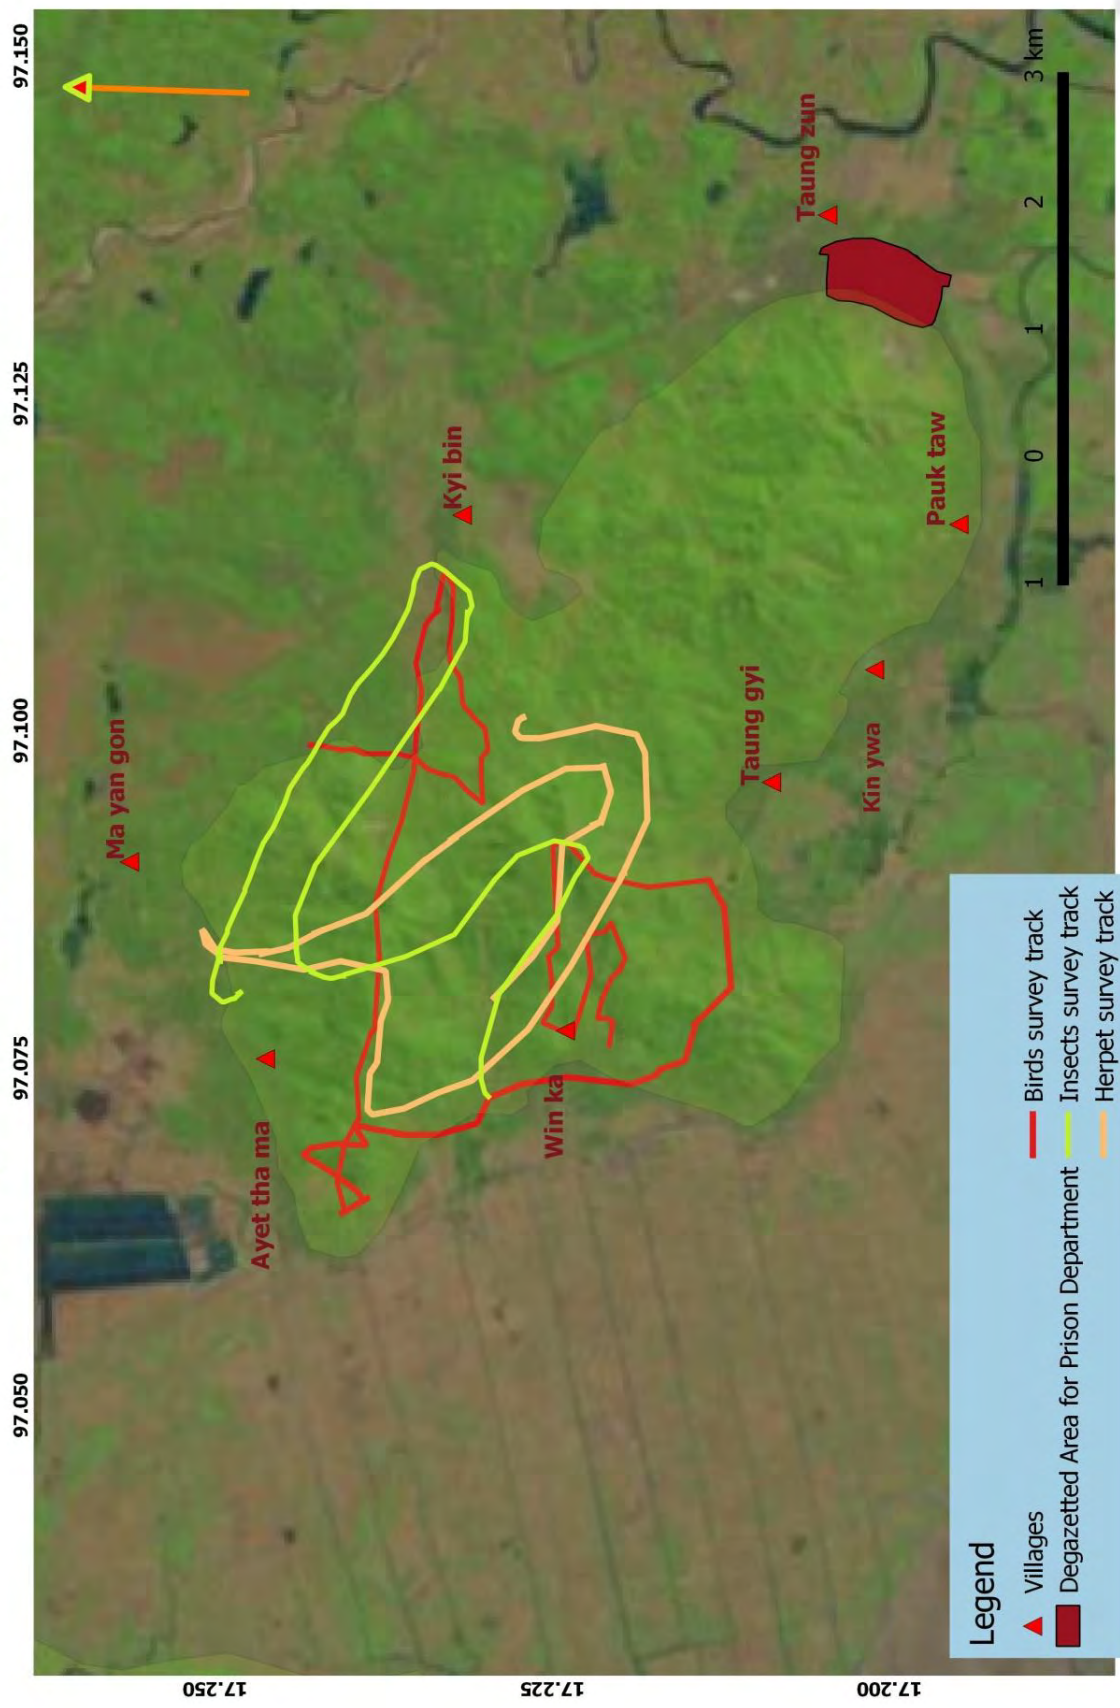 97.050
97.075
97.100
97.125
97.150
17.250
17.225
17.200
Ma yan gon
Ayet tha ma
Kyi bin
Win ka
Taung gyi
Taung zun
Kin ywa
Pauk taw
Legend
Villages
Degazetted Area for Prison Department
Birds survey track
Insects survey track
Herpet survey track
1 0 1 2 3 km